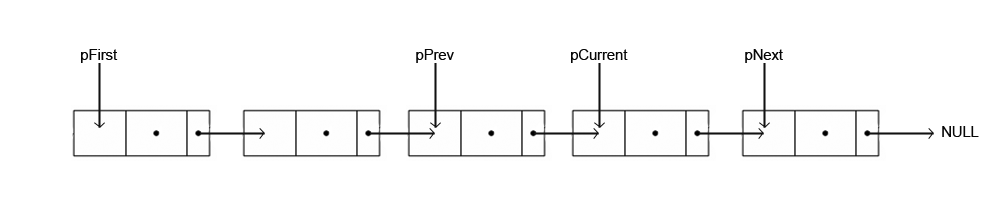 pFirst
pPrev
pCurrent
pNext
NULL